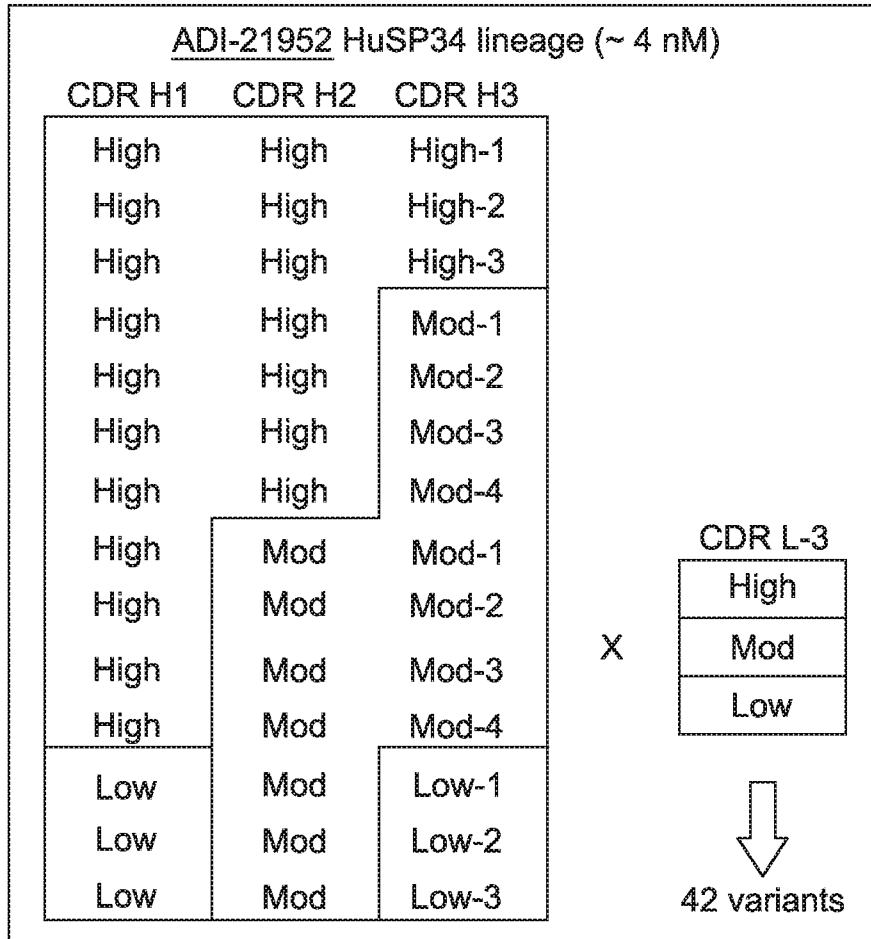 ADI-21952 HuSP34 lineage (~ 4 nM)
CDR H1 CDR H2 CDR H3
High High High-1
High High High-2
High High High-3
High High Mod-1
High High Mod-2
High High Mod-3
High High Mod-4
High Mod Mod-1
High Mod Mod-2
High Mod Mod-3
High Mod Mod-4
Low Mod Low-1
Low Mod Low-2
Low Mod Low-3
X
CDR L-3
High
Mod
Low
42 variants